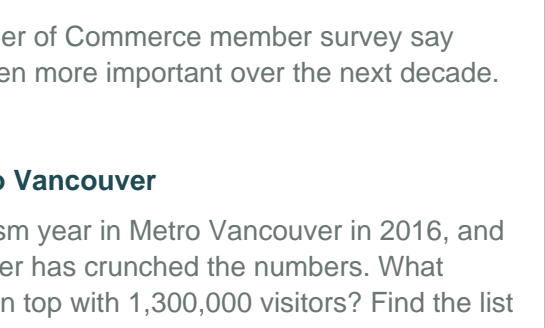 er of Commerce member survey say
en more important over the next decade.
o Vancouver
sm year in Metro Vancouver in 2016, and
er has crunched the numbers. What
n top with 1,300,000 visitors? Find the list